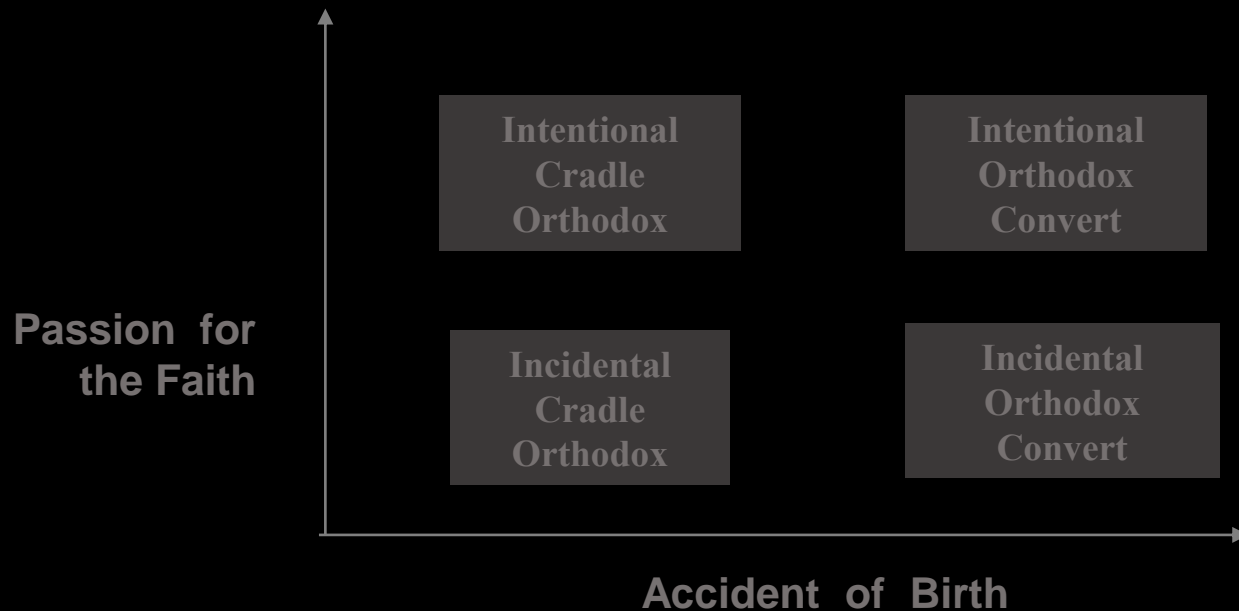 Intentional
Cradle
Orthodox
Intentional
Orthodox
Convert
Passion for
the Faith
Incidental
Cradle
Orthodox
Incidental
Orthodox
Convert
Accident of Birth